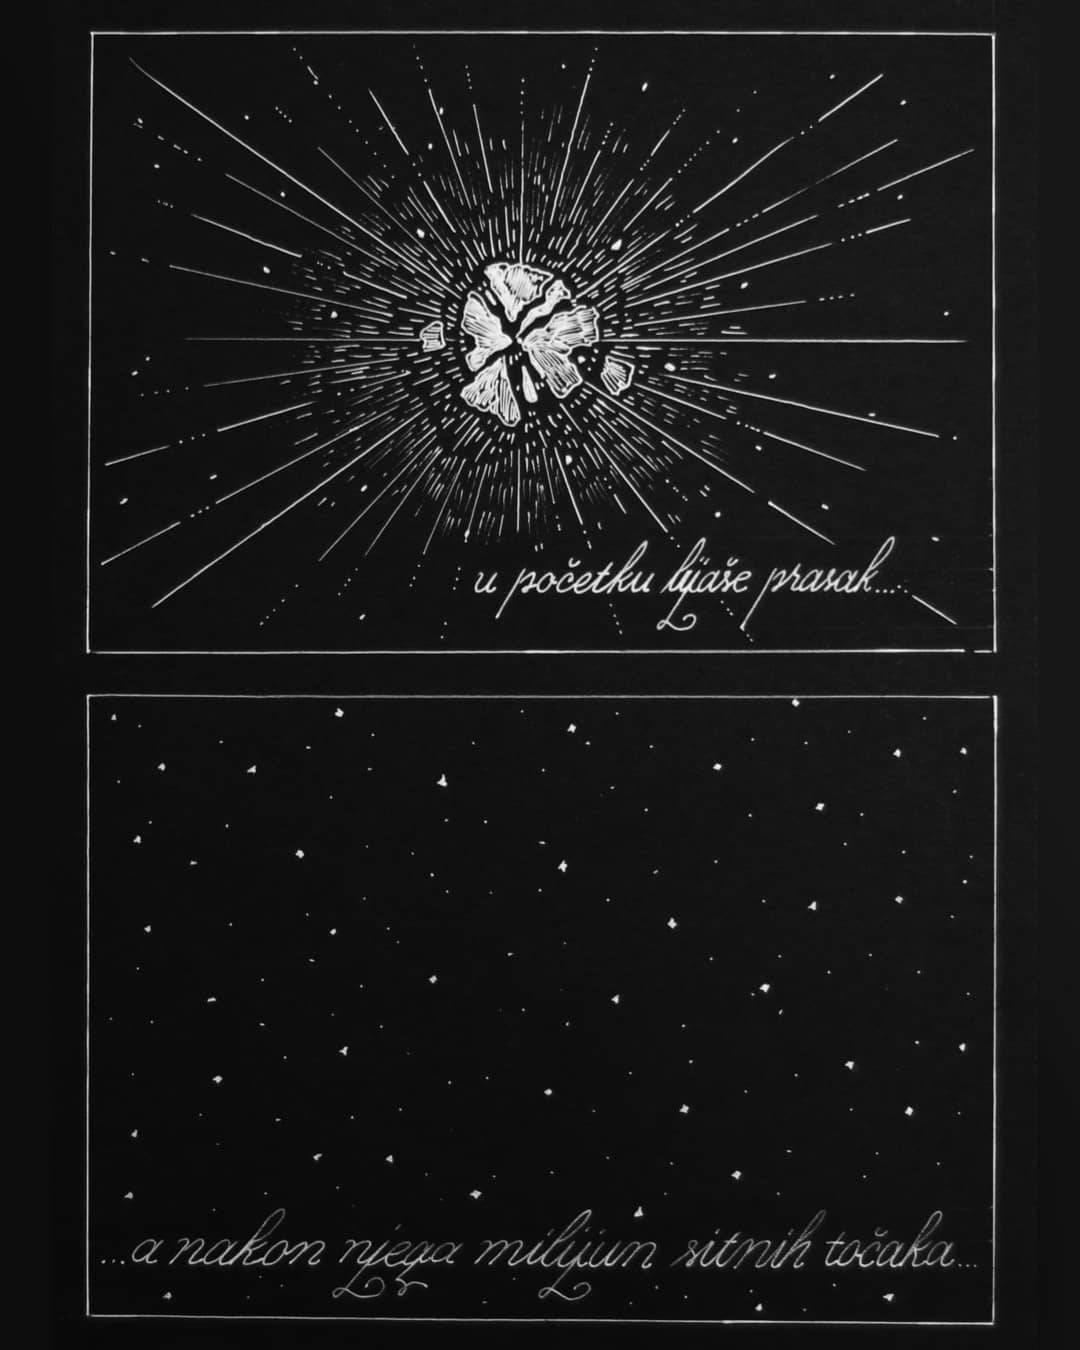 u početku bijaše prasak...
...a nakon njega milijun sitnih točaka...